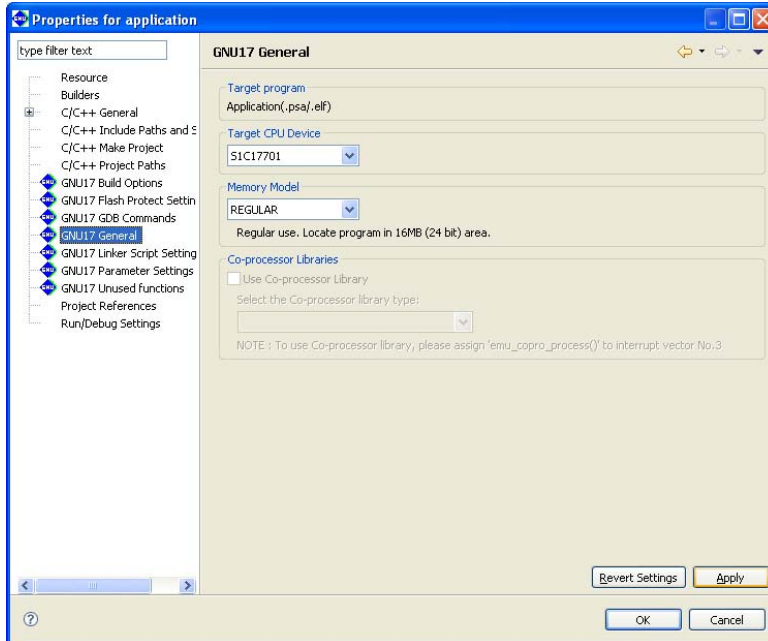 Properties for application
type filter text
Resource
Builders
C/C++ General
C/C++ Include Paths and S
C/C++ Make Project
C/C++ Project Paths
GNU17 Build Options
GNU17 Flash Protect Settin
GNU17 GDB Commands
GNU17 General
GNU17 Linker Script Setting
GNU17 Parameter Settings
GNU17 Unused functions
Project References
Run/Debug Settings
GNU17 General
Target program
Application(.psa/.elf)
Target CPU Device
S1C17701
Memory Model
REGULAR
Regular use. Locate program in 16MB (24 bit) area.
Co-processor Libraries
Use Co-processor Library
Select the Co-processor library type:
NOTE : To use Co-processor library, please assign 'emu_copro_process()' to interrupt vector No.3
Revert Settings Apply
OK Cancel